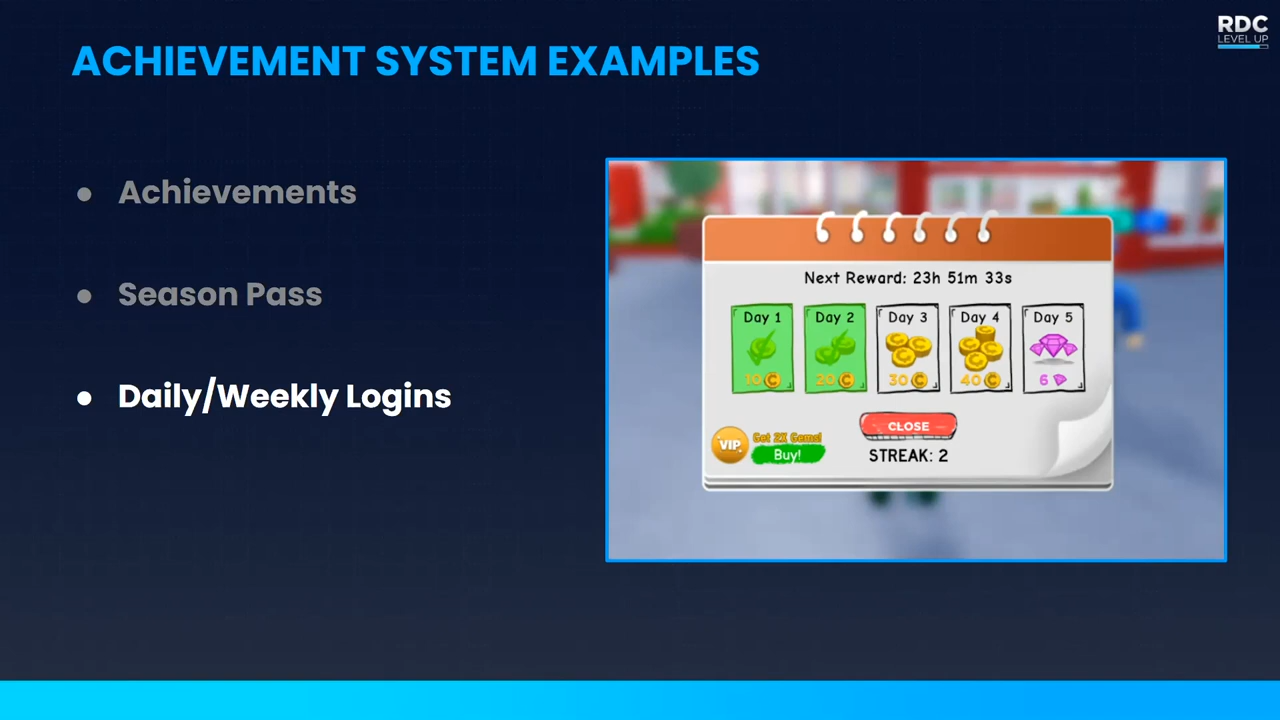 ACHIEVEMENT SYSTEM EXAMPLES
RDC
LEVEL UP
● Achievements
● Season Pass
● Daily/Weekly Logins
Next Reward: 23h 51m 33s
Day 1 Day 2 Day 3 Day 4 Day 5
10 C 20 C 30 C 40 C 6
CLOSE
VIP
Get 2X Gems!
Buy!
STREAK: 2